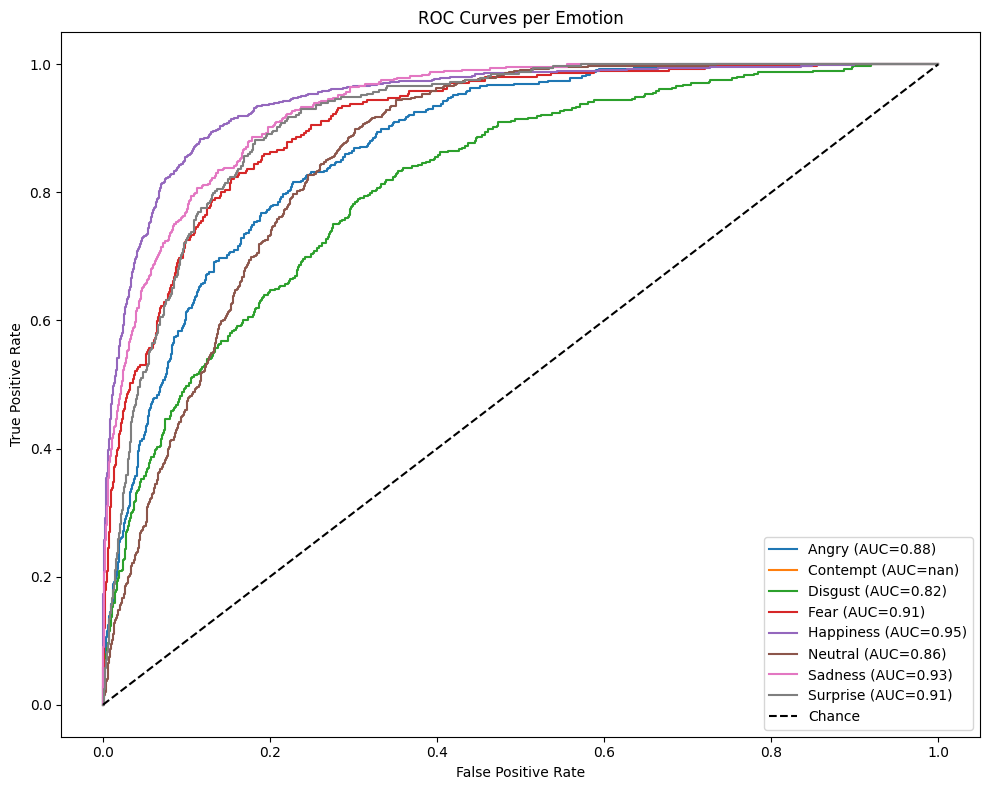 ROC Curves per Emotion
True Positive Rate
1.0
0.8
0.6
0.4
0.2
0.0
0.0 0.2 0.4 0.6 0.8 1.0
False Positive Rate
Angry (AUC=0.88)
Contempt (AUC=nan)
Disgust (AUC=0.82)
Fear (AUC=0.91)
Happiness (AUC=0.95)
Neutral (AUC=0.86)
Sadness (AUC=0.93)
Surprise (AUC=0.91)
Chance